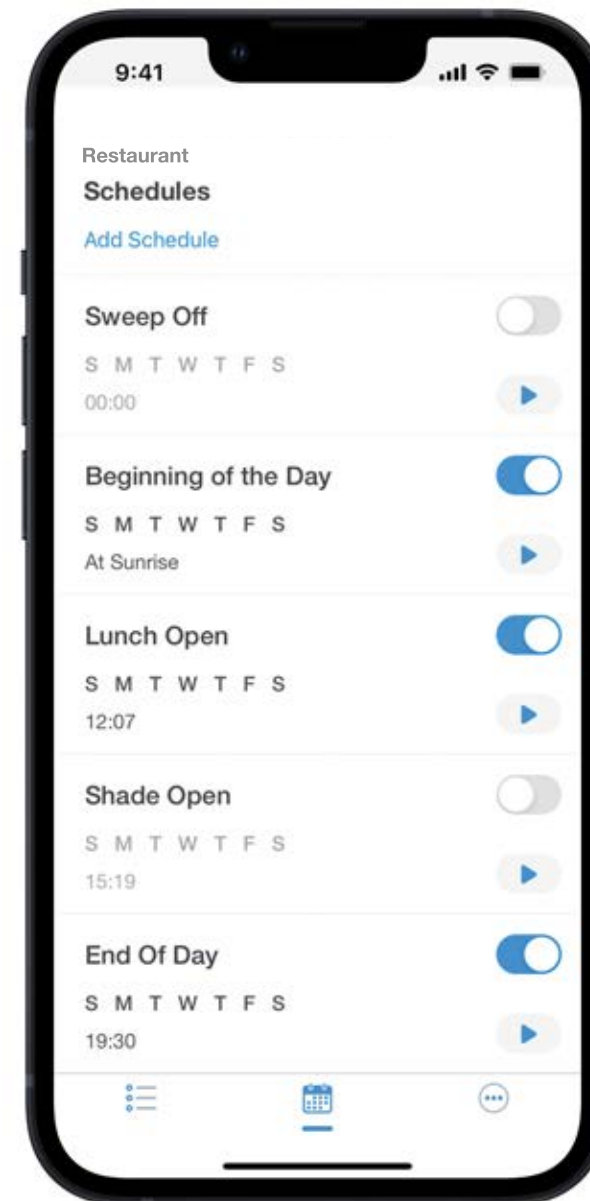 9:41
Restaurant
Schedules
Add Schedule
Sweep Off
S M T W T F S
00:00
Beginning of the Day
S M T W T F S
At Sunrise
Lunch Open
S M T W T F S
12:07
Shade Open
S M T W T F S
15:19
End Of Day
S M T W T F S
19:30